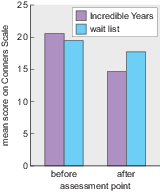 25
20
15
10
5
0
mean score on Conners Scale
Incredible Years
wait list
before after
assessment point